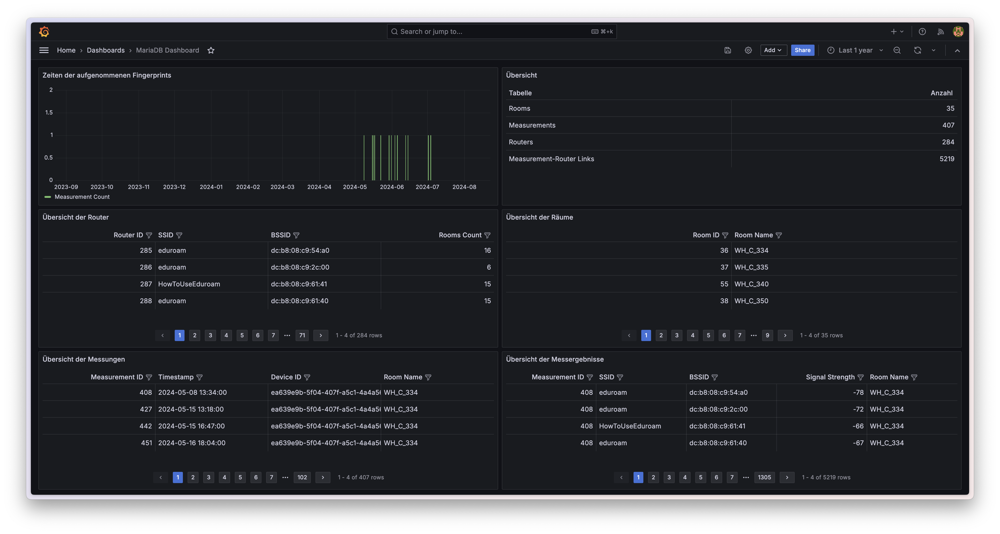 Search or jump to...
⌘+k
Home › Dashboards › MariaDB Dashboard
Add
Share
Last 1 year
Zeiten der aufgenommenen Fingerprints
2
1.5
1
0.5
0
2023-09 2023-10 2023-11 2023-12 2024-01 2024-02 2024-03 2024-04 2024-05 2024-06 2024-07 2024-08
Measurement Count
Übersicht
Tabelle Anzahl
Rooms 35
Measurements 407
Routers 284
Measurement-Router Links 5219
Übersicht der Router
Router ID SSID BSSID Rooms Count
285 eduroam dc:b8:08:c9:54:a0 16
286 eduroam dc:b8:08:c9:2c:00 6
287 HowToUseEduroam dc:b8:08:c9:61:41 15
288 eduroam dc:b8:08:c9:61:40 15
‹ 1 2 3 4 5 6 7 ... 71 › 1 - 4 of 284 rows
Übersicht der Räume
Room ID Room Name
36 WH_C_334
37 WH_C_335
55 WH_C_340
38 WH_C_350
‹ 1 2 3 4 5 6 7 ... 9 › 1 - 4 of 35 rows
Übersicht der Messungen
Measurement ID Timestamp Device ID Room Name
408 2024-05-08 13:34:00 ea639e9b-5f04-407f-a5c1-4a4a5 WH_C_334
427 2024-05-15 13:18:00 ea639e9b-5f04-407f-a5c1-4a4a5 WH_C_334
442 2024-05-15 16:47:00 ea639e9b-5f04-407f-a5c1-4a4a5 WH_C_334
451 2024-05-16 18:04:00 ea639e9b-5f04-407f-a5c1-4a4a5 WH_C_334
‹ 1 2 3 4 5 6 7 ... 102 › 1 - 4 of 407 rows
Übersicht der Messergebnisse
Measurement ID SSID BSSID Signal Strength Room Name
408 eduroam dc:b8:08:c9:54:a0 -78 WH_C_334
408 eduroam dc:b8:08:c9:2c:00 -72 WH_C_334
408 HowToUseEduroam dc:b8:08:c9:61:41 -66 WH_C_334
408 eduroam dc:b8:08:c9:61:40 -67 WH_C_334
‹ 1 2 3 4 5 6 7 ... 1305 › 1 - 4 of 5219 rows